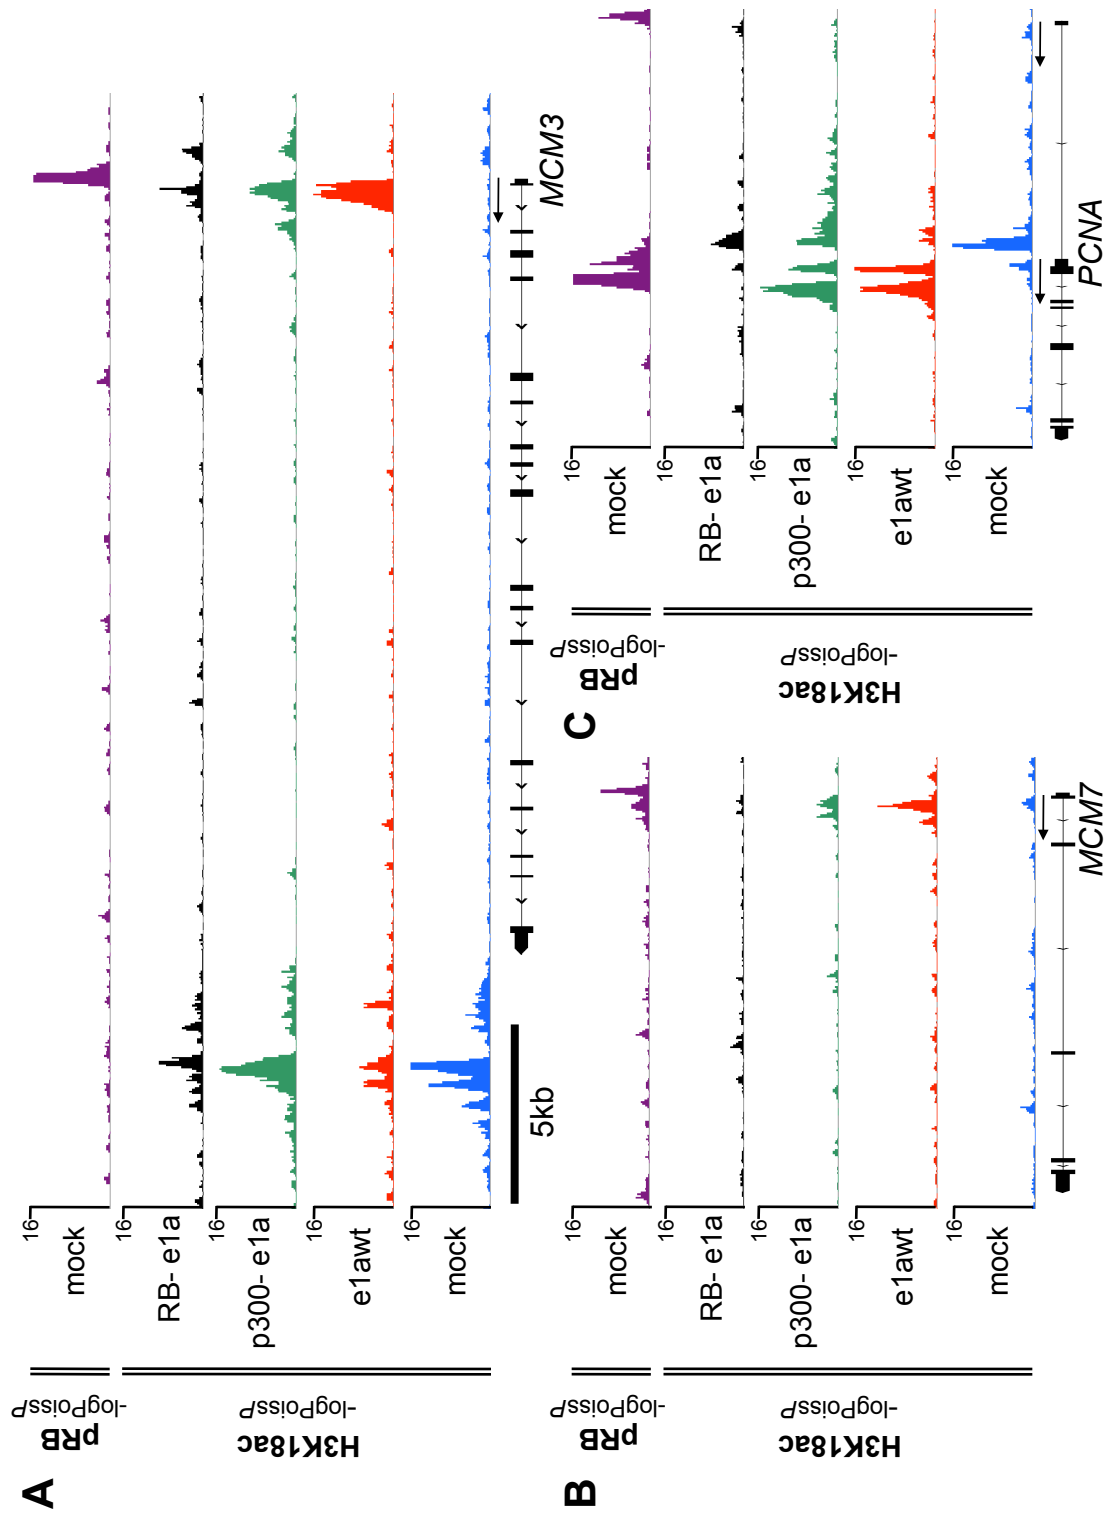 A
pRB
-logPoissP
16
mock
H3K18ac
-logPoissP
16
RB- e1a
16
p300- e1a
16
e1awt
16
mock
5kb
MCM3
B
pRB
-logPoissP
16
mock
H3K18ac
-logPoissP
16
RB- e1a
16
p300- e1a
16
e1awt
16
mock
MCM7
C
pRB
-logPoissP
16
mock
H3K18ac
-logPoissP
16
RB- e1a
16
p300- e1a
16
e1awt
16
mock
PCNA